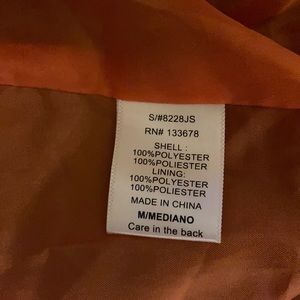 S/#8228JS
RN# 133678
SHELL :
100%POLYESTER
100%POLIESTER
LINING:
100%POLYESTER
100%POLIESTER
MADE IN CHINA
M/MEDIANO
Care in the back